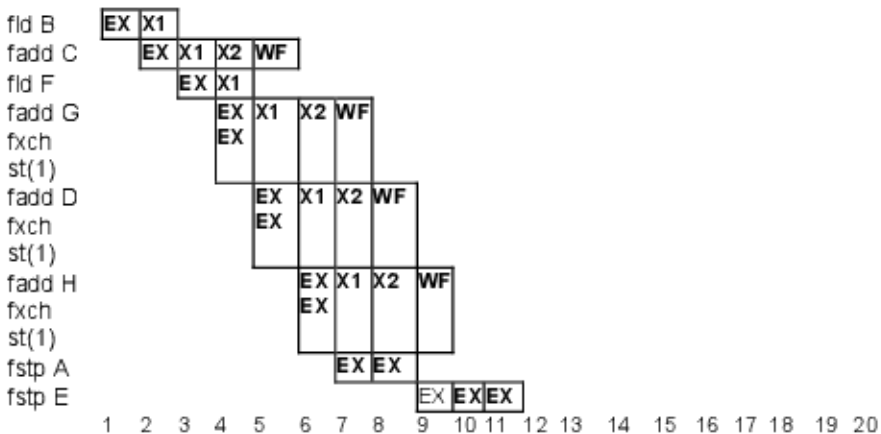 fld B EX X1
fadd C EX X1 X2 WF
fld F EX X1
fadd G EX X1 X2 WF
fxch EX
st(1)
fadd D EX X1 X2 WF
fxch EX
st(1)
fadd H EX X1 X2 WF
fxch EX
st(1)
fstp A EX EX
fstp E EX EX EX
1 2 3 4 5 6 7 8 9 10 11 12 13 14 15 16 17 18 19 20